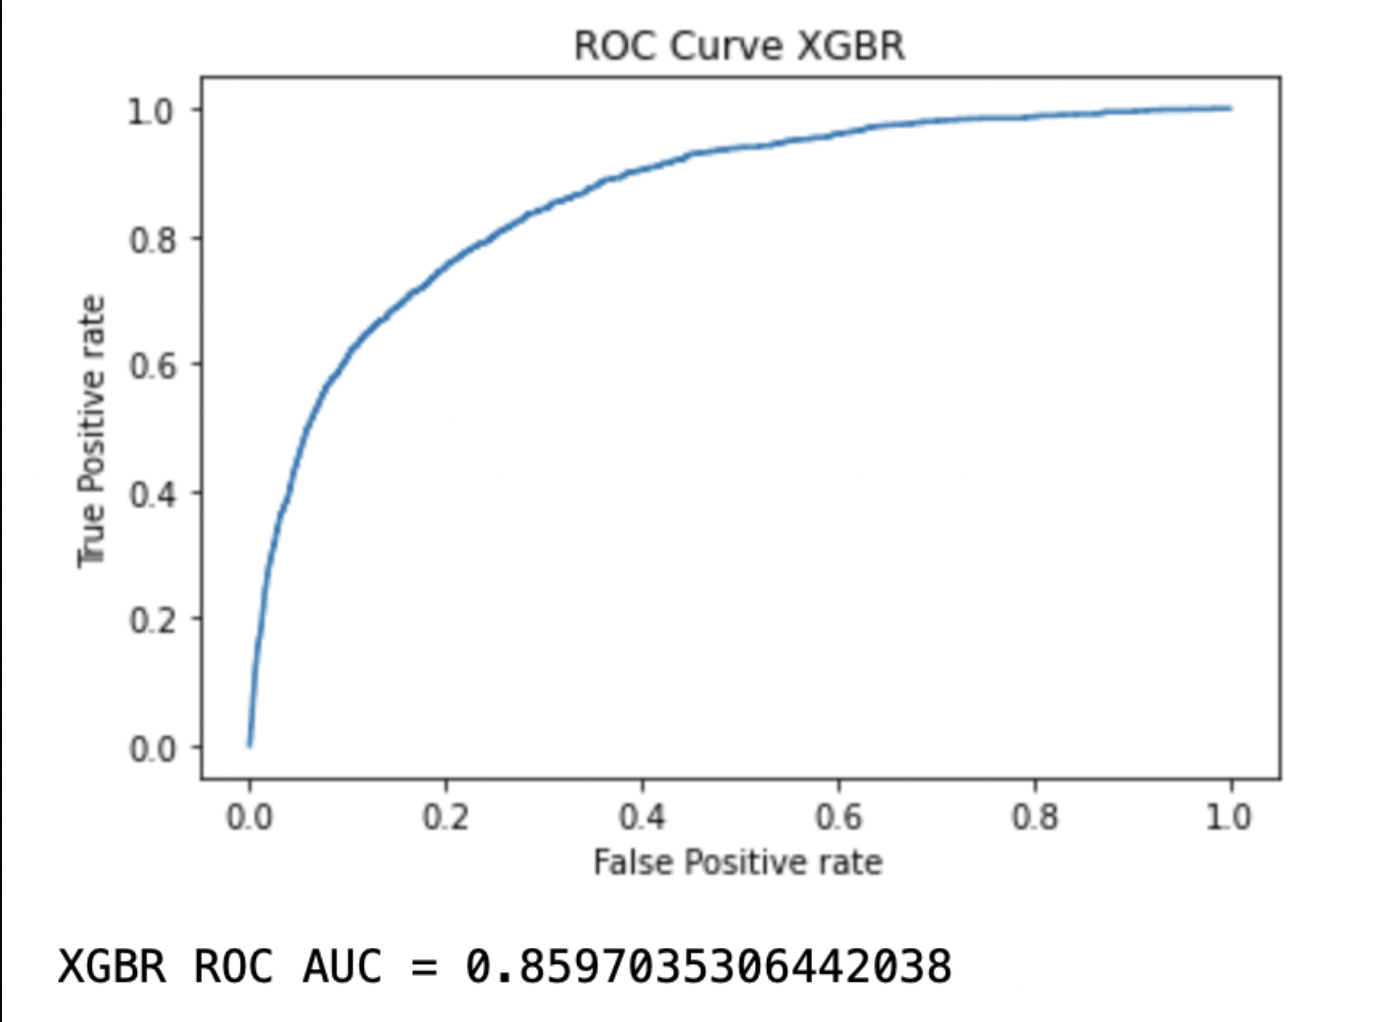 ROC Curve XGBR
1.0
0.8
0.6
0.4
0.2
0.0
True Positive rate
0.0 0.2 0.4 0.6 0.8 1.0
False Positive rate
XGBR ROC AUC = 0.8597035306442038